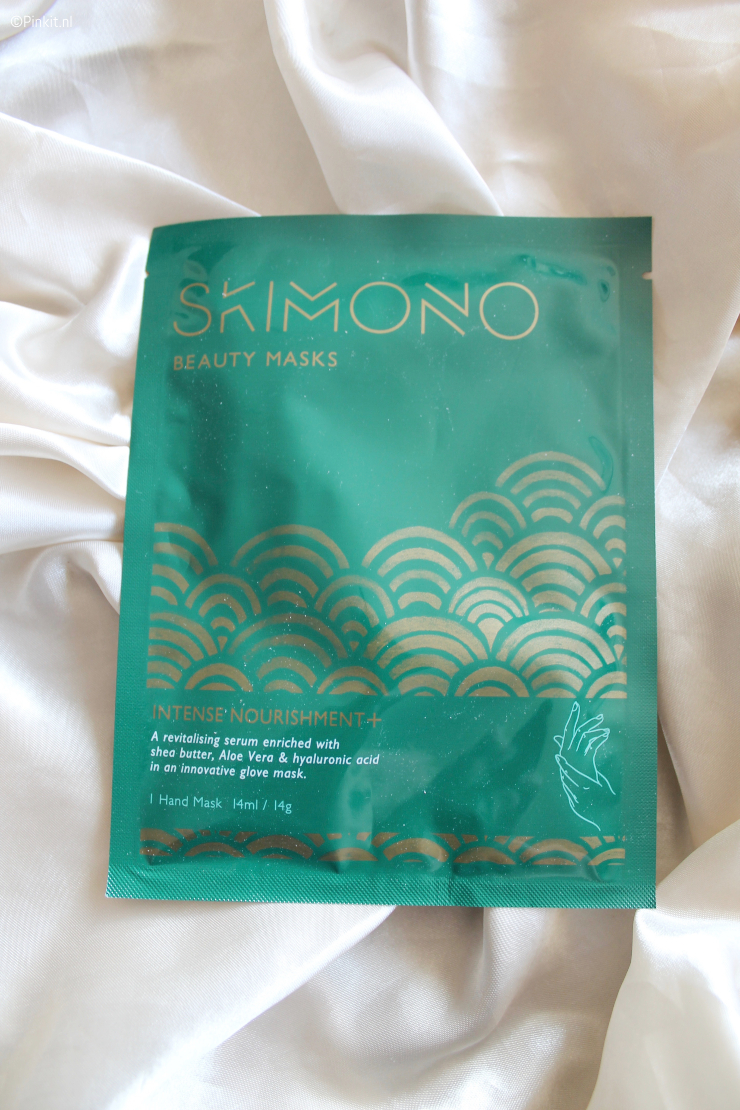 ©Pinkit.nl
SKIMONO
BEAUTY MASKS
INTENSE NOURISHMENT+
A revitalising serum enriched with
shea butter, Aloe Vera & hyaluronic acid
in an innovative glove mask.
1 Hand Mask 14ml / 14g